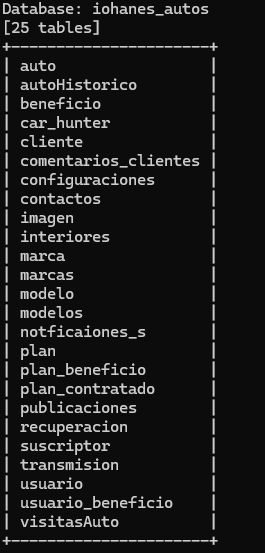 Database: iohanes_autos
[25 tables]
+---------------------+
| auto                |
| autoHistorico       |
| beneficio           |
| car_hunter          |
| cliente             |
| comentarios_clientes |
| configuraciones     |
| contactos           |
| imagen              |
| interiores          |
| marca               |
| marcas              |
| modelo              |
| modelos             |
| notficaiones_s      |
| plan                |
| plan_beneficio      |
| plan_contratado     |
| publicaciones       |
| recuperacion        |
| suscriptor          |
| transmision         |
| usuario             |
| usuario_beneficio   |
| visitasAuto         |
+---------------------+